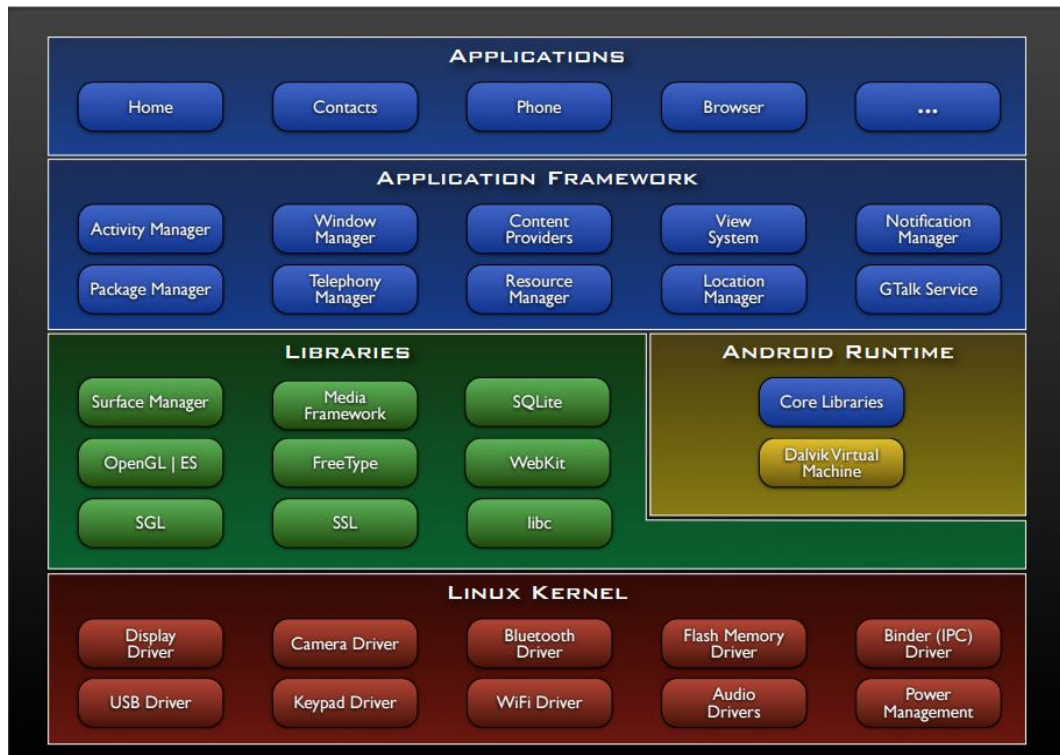 APPLICATIONS
Home
Contacts
Phone
Browser
...
APPLICATION FRAMEWORK
Activity Manager
Window
Manager
Content
Providers
View
System
Notification
Manager
Package Manager
Telephony
Manager
Resource
Manager
Location
Manager
GTalk Service
LIBRARIES
Surface Manager
Media
Framework
SQLite
OpenGL | ES
FreeType
WebKit
SGL
SSL
libc
ANDROID RUNTIME
Core Libraries
Dalvik Virtual
Machine
LINUX KERNEL
Display
Driver
Camera Driver
Bluetooth
Driver
Flash Memory
Driver
Binder (IPC)
Driver
USB Driver
Keypad Driver
WiFi Driver
Audio
Drivers
Power
Management